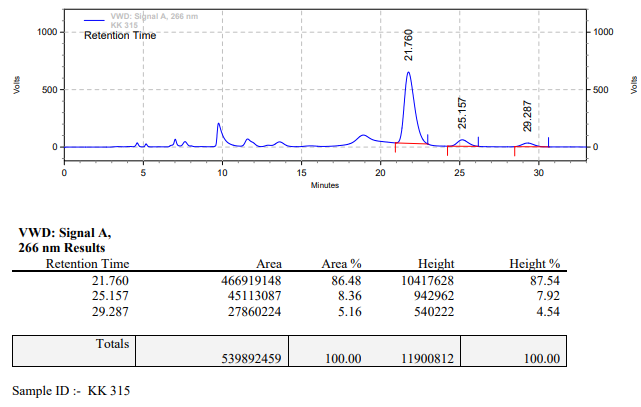 VWD: Signal A, 266 nm
KK 315
Retention Time
1000
500
0
Volts
21.760
25.157
29.287
1000
500
0
Volts
0 5 10 15 20 25 30
Minutes
VWD: Signal A,
266 nm Results
Retention Time Area Area % Height Height %
21.760 466919148 86.48 10417628 87.54
25.157 45113087 8.36 942962 7.92
29.287 27860224 5.16 540222 4.54
Totals
539892459 100.00 11900812 100.00
Sample ID :- KK 315